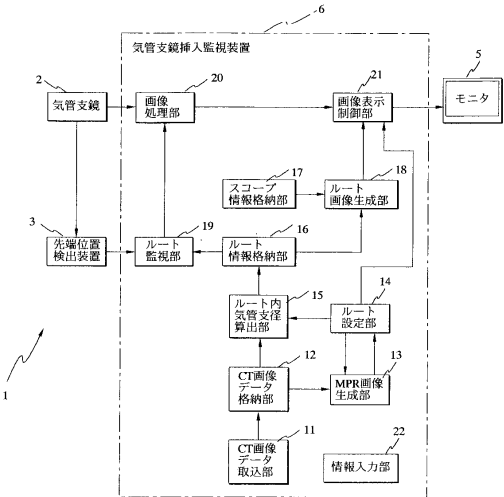 6
気管支鏡挿入監視装置
2
20
21
5
気管支鏡
画像
処理部
画像表示
制御部
モニタ
17
18
スコープ
情報格納部
ルート
画像生成部
3
19
16
先端位置
検出装置
ルート
監視部
ルート
情報格納部
15
14
ルート内
気管支径
算出部
ルート
設定部
12
13
CT画像
データ
格納部
MPR画像
生成部
1
11
22
CT画像
データ
取込部
情報入力部